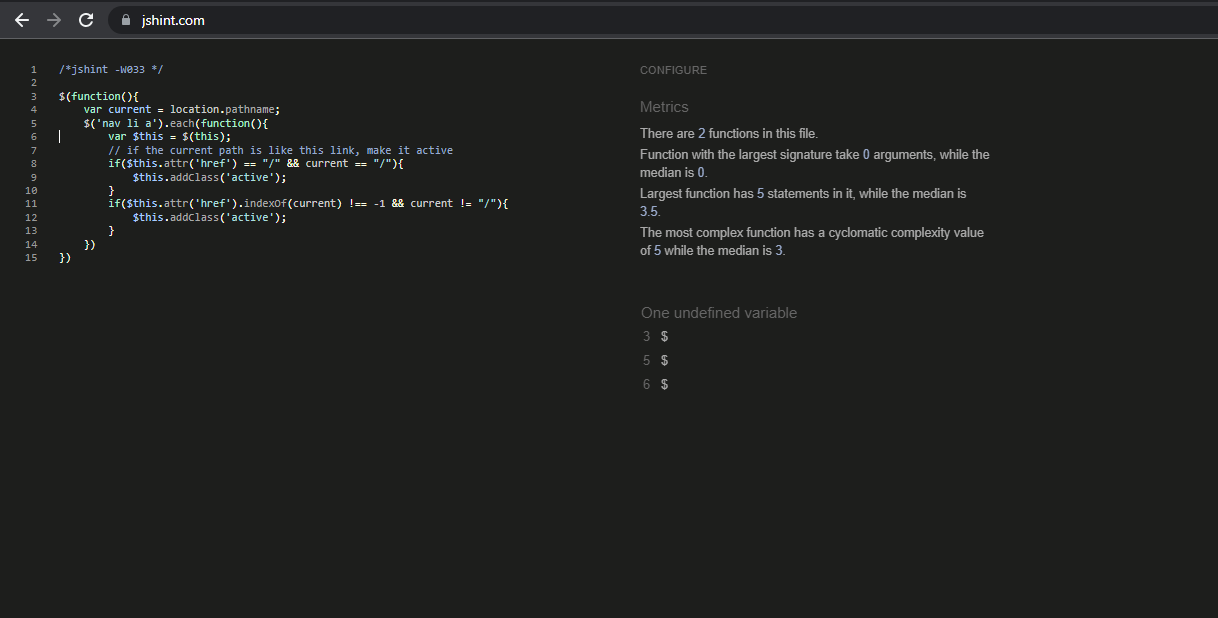 jshint.com
1 /*jshint -W033 */
2
3 $(function(){
4 var current = location.pathname;
5 $('nav li a').each(function(){
6 var $this = $(this);
7 // if the current path is like this link, make it active
8 if($this.attr('href') == "/" && current == "/"){
9 $this.addClass('active');
10 }
11 if($this.attr('href').indexOf(current) !== -1 && current != "/"){
12 $this.addClass('active');
13 }
14 })
15 })
CONFIGURE
Metrics
There are 2 functions in this file.
Function with the largest signature take 0 arguments, while the
median is 0.
Largest function has 5 statements in it, while the median is
3.5.
The most complex function has a cyclomatic complexity value
of 5 while the median is 3.
One undefined variable
3 $
5 $
6 $